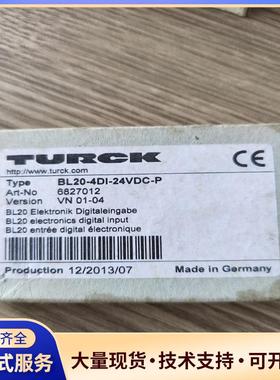 齐全
TURCK
CE
http://www.turck.com
Type BL20-4DI-24VDC-P
Art-No 6827012
Version VN 01-04
BL20 Elektronik Digitaleingabe
BL20 electronics digital input
BL20 entrée digital électronique
Production 12/2013/07 Made in Germany
式服务
大量现货·技术支持·可开